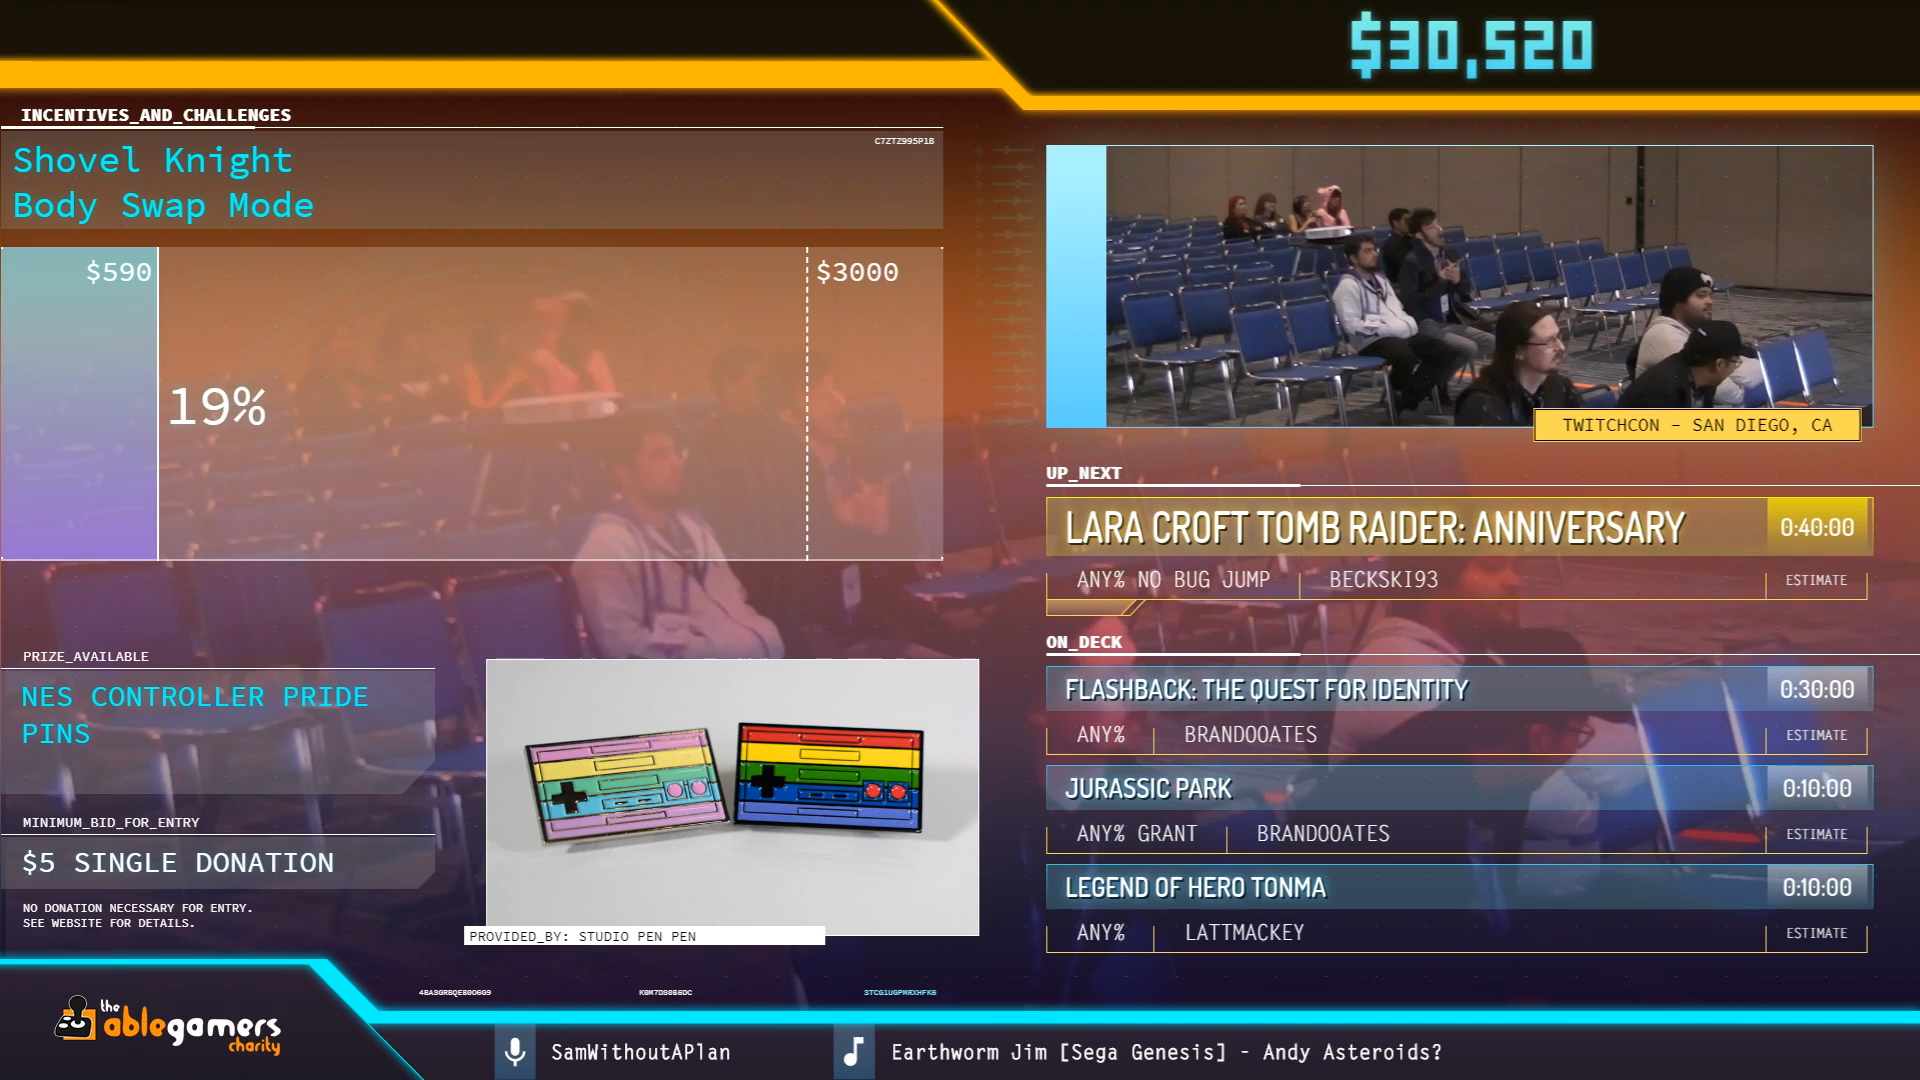 $30,520
INCENTIVES_AND_CHALLENGES
C7ZTZ995P1B
Shovel Knight
Body Swap Mode
$590
$3000
19%
TWITCHCON - SAN DIEGO, CA
UP_NEXT
LARA CROFT TOMB RAIDER: ANNIVERSARY
0:40:00
ANY% NO BUG JUMP
BECKSKI93
ESTIMATE
ON_DECK
FLASHBACK: THE QUEST FOR IDENTITY
0:30:00
ANY%
BRANDOOATES
ESTIMATE
JURASSIC PARK
0:10:00
ANY% GRANT
BRANDOOATES
ESTIMATE
LEGEND OF HERO TONMA
0:10:00
ANY%
LATTMACKEY
ESTIMATE
PRIZE_AVAILABLE
NES CONTROLLER PRIDE
PINS
MINIMUM_BID_FOR_ENTRY
$5 SINGLE DONATION
NO DONATION NECESSARY FOR ENTRY.
SEE WEBSITE FOR DETAILS.
PROVIDED_BY: STUDIO PEN PEN
the
ablegamers
charity
SamWithoutAPlan
Earthworm Jim [Sega Genesis] - Andy Asteroids?